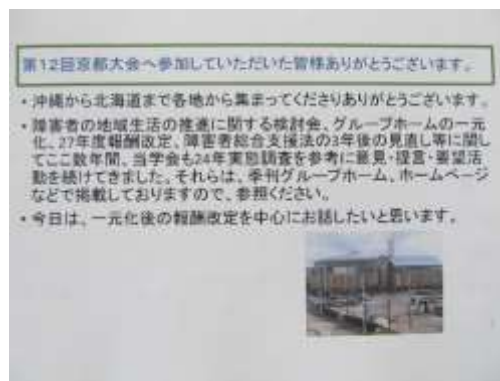 第12回京都大会へ参加していただいた皆様ありがとうございます。
・沖縄から北海道まで各地から集まってくださりありがとうございます。
・障害者の地域生活の推進に関する検討会、グループホームの一元
化、27年度報酬改定、障害者総合支援法の3年後の見直し等に関し
てここ数年間、当学会も24年実態調査を参考に意見・提言・要望活
動を続けてきました。それらは、季刊グループホーム、ホームページ
などで掲載しておりますので、参照ください。
・今日は、一元化後の報酬改定を中心にお話したいと思います。